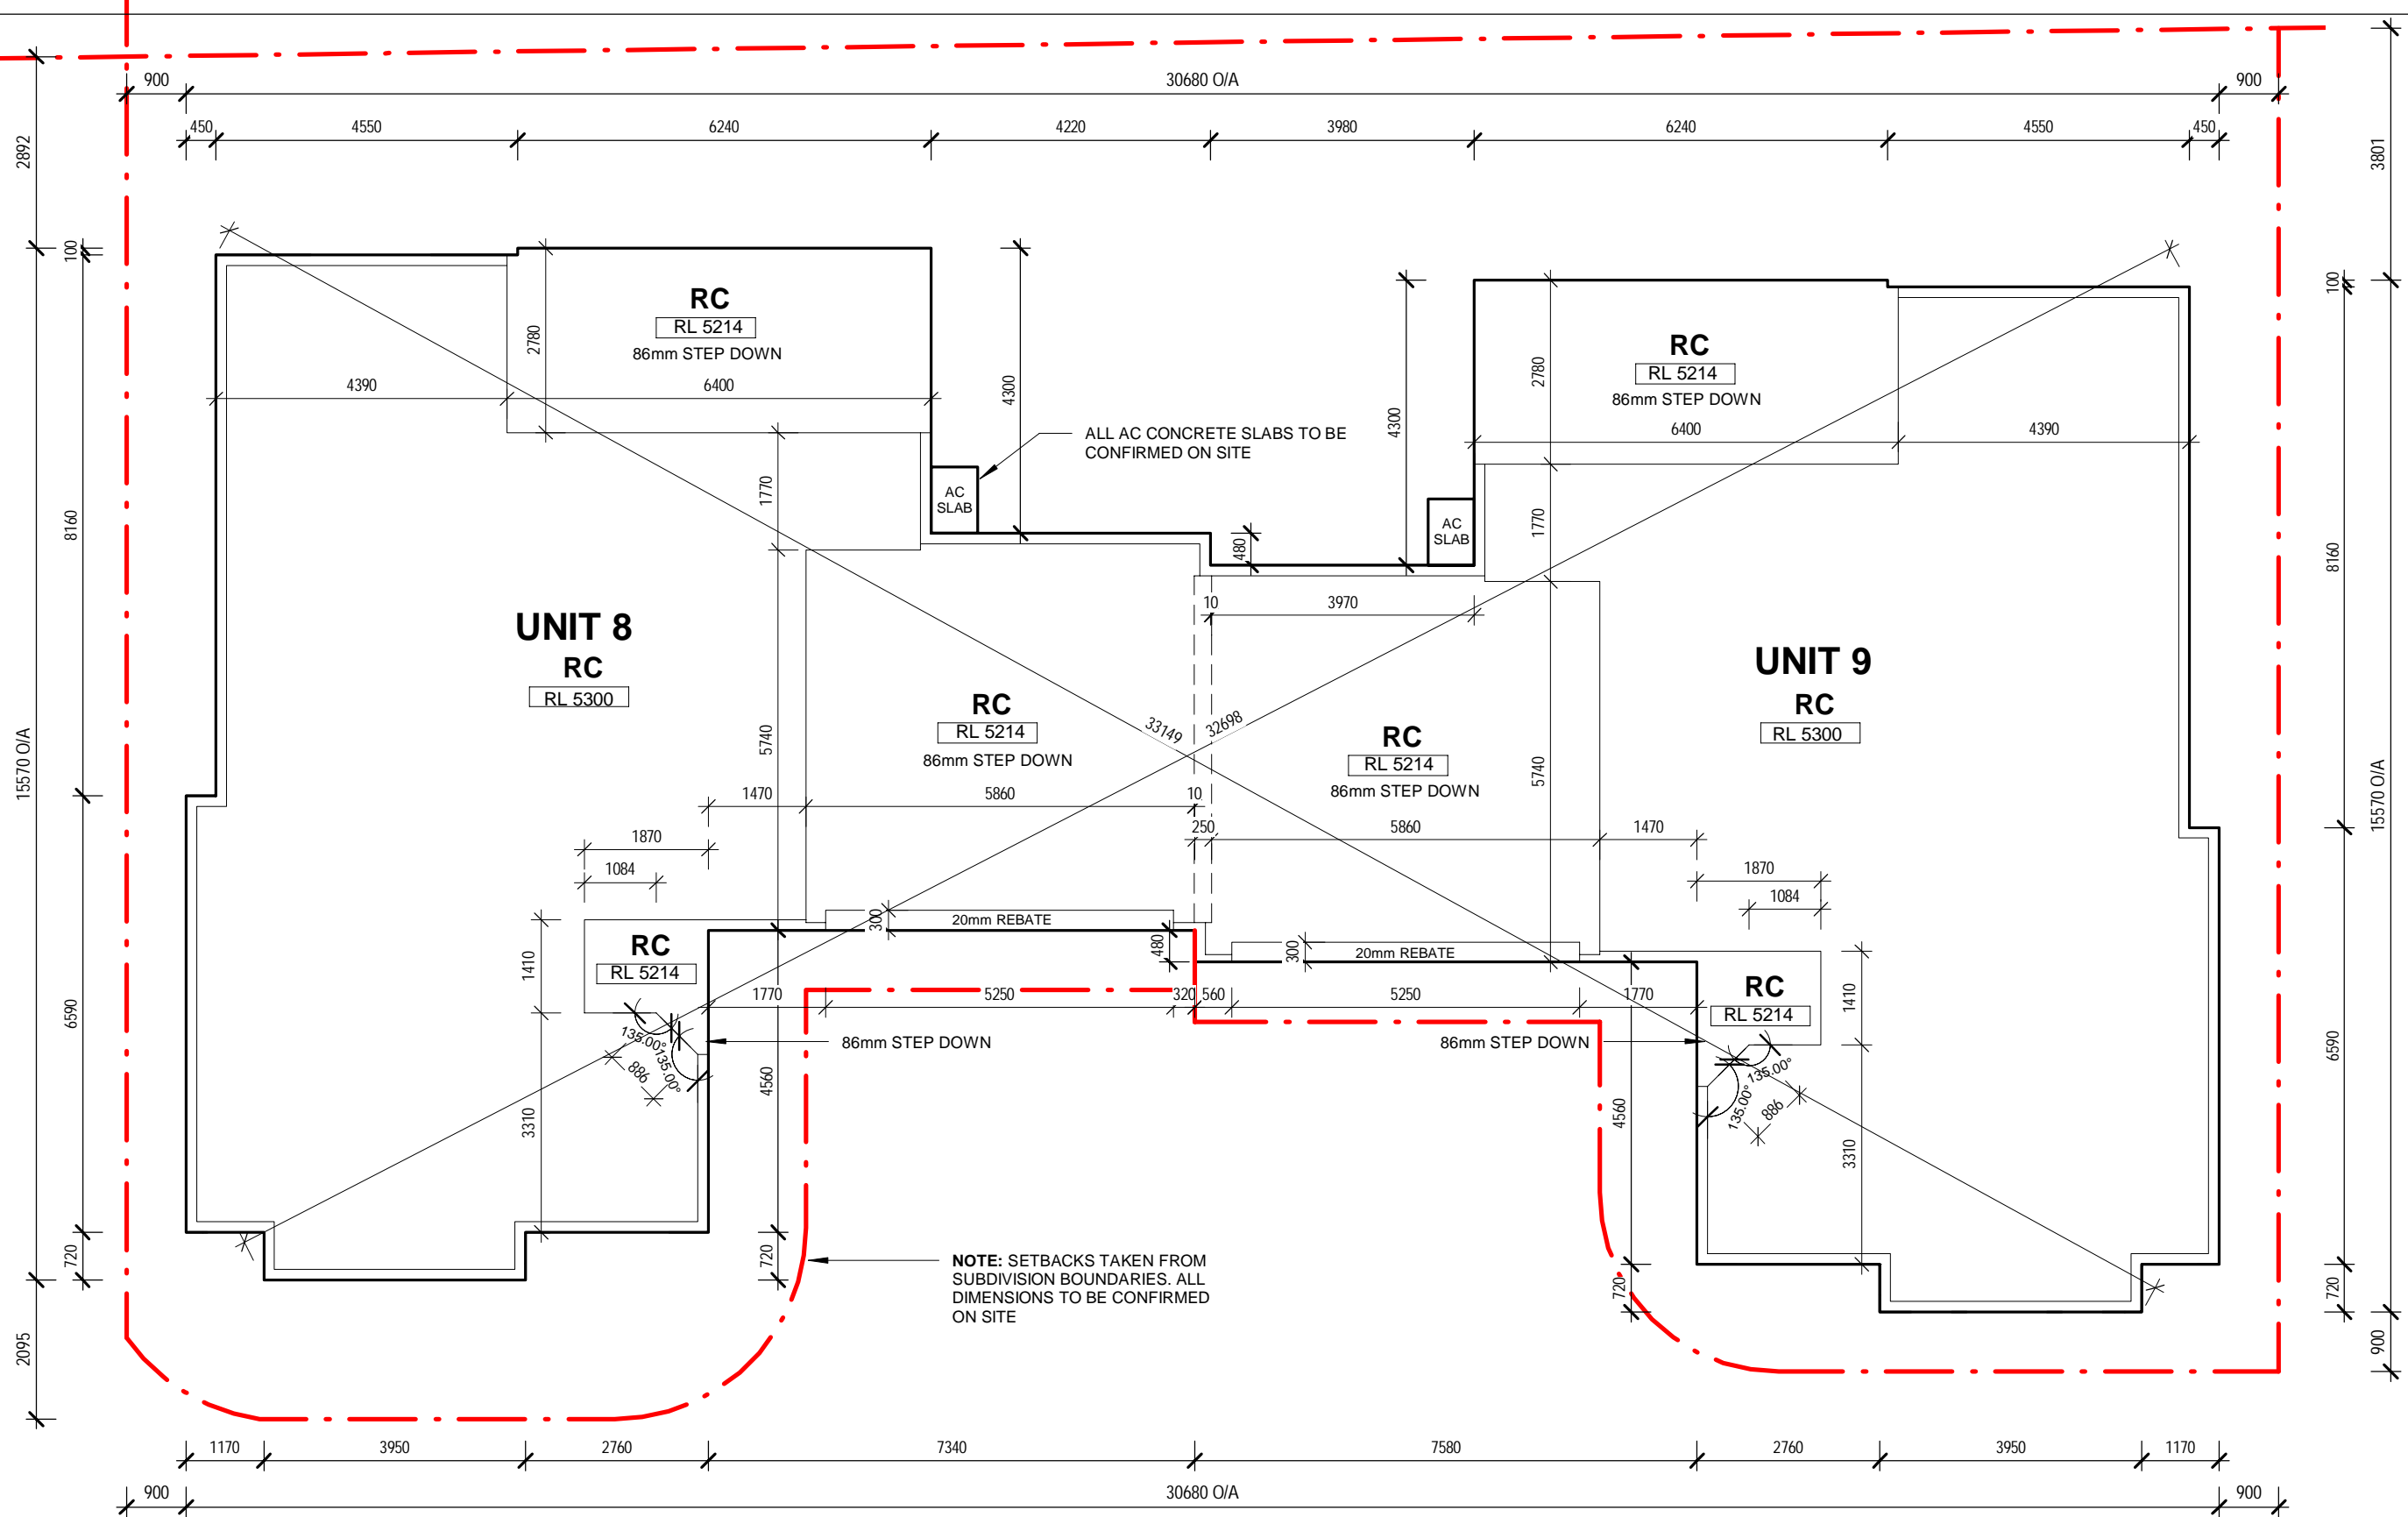 900
30680 O/A
900
450
4550
6240
4220
3980
6240
4550
450
2892
3801
100
100
RC
RL 5214
86mm STEP DOWN
2780
4390
6400
4300
RC
RL 5214
86mm STEP DOWN
2780
4300
6400
4390
ALL AC CONCRETE SLABS TO BE
CONFIRMED ON SITE
1770
AC
SLAB
1770
AC
SLAB
8160
8160
480
10
3970
UNIT 8
RC
RL 5300
UNIT 9
RC
RL 5300
RC
RL 5214
86mm STEP DOWN
33149
32698
RC
RL 5214
86mm STEP DOWN
5740
5740
15570 O/A
15570 O/A
1470
5860
10
250
5860
1470
1870
1084
1870
1084
300
20mm REBATE
480
300
20mm REBATE
RC
RL 5214
1410
RC
RL 5214
1410
1770
5250
320
560
5250
1770
6590
6590
135.00°
135.00°
886
86mm STEP DOWN
86mm STEP DOWN
135.00°
135.00°
886
3310
4560
4560
3310
720
720
720
720
NOTE: SETBACKS TAKEN FROM
SUBDIVISION BOUNDARIES. ALL
DIMENSIONS TO BE CONFIRMED
ON SITE
2095
900
1170
3950
2760
7340
7580
2760
3950
1170
900
30680 O/A
900